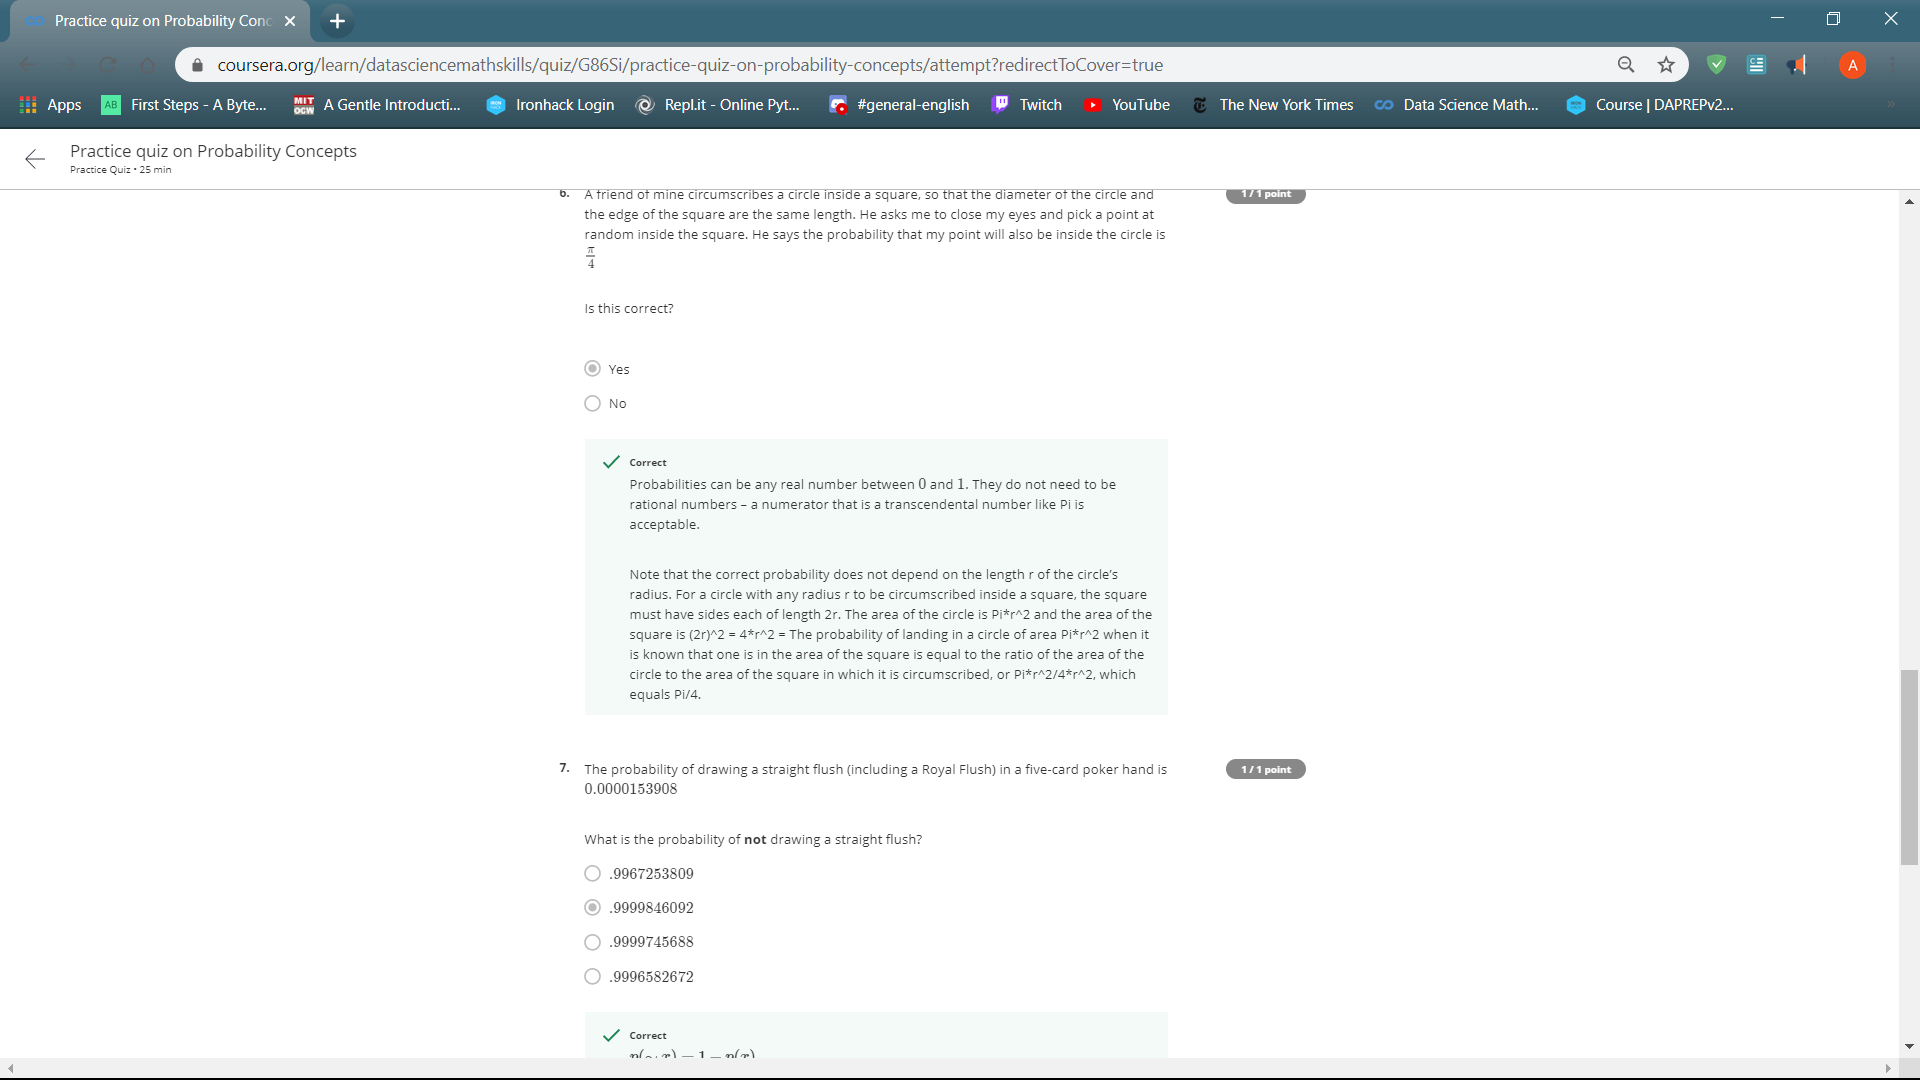 Practice quiz on Probability Conc
coursera.org/learn/datasciencemathskills/quiz/G86Si/practice-quiz-on-probability-concepts/attempt?redirectToCover=true
A
Apps AB First Steps - A Byte... MIT OCW A Gentle Introducti... Ironhack Login Repl.it - Online Pyt... #general-english Twitch YouTube The New York Times Data Science Math... Course | DAPREPv2...
Practice quiz on Probability Concepts
Practice Quiz • 25 min
6. A friend of mine circumscribes a circle inside a square, so that the diameter of the circle and 1 / 1 point
the edge of the square are the same length. He asks me to close my eyes and pick a point at
random inside the square. He says the probability that my point will also be inside the circle is
π
4
Is this correct?
Yes
No
Correct
Probabilities can be any real number between 0 and 1. They do not need to be
rational numbers – a numerator that is a transcendental number like Pi is
acceptable.
Note that the correct probability does not depend on the length r of the circle's
radius. For a circle with any radius r to be circumscribed inside a square, the square
must have sides each of length 2r. The area of the circle is Pi*r^2 and the area of the
square is (2r)^2 = 4*r^2 = The probability of landing in a circle of area Pi*r^2 when it
is known that one is in the area of the square is equal to the ratio of the area of the
circle to the area of the square in which it is circumscribed, or Pi*r^2/4*r^2, which
equals Pi/4.
7. The probability of drawing a straight flush (including a Royal Flush) in a five-card poker hand is 1 / 1 point
0.0000153908
What is the probability of not drawing a straight flush?
.9967253809
.9999846092
.9999745688
.9996582672
Correct
p(∼ x) = 1 − p(x)